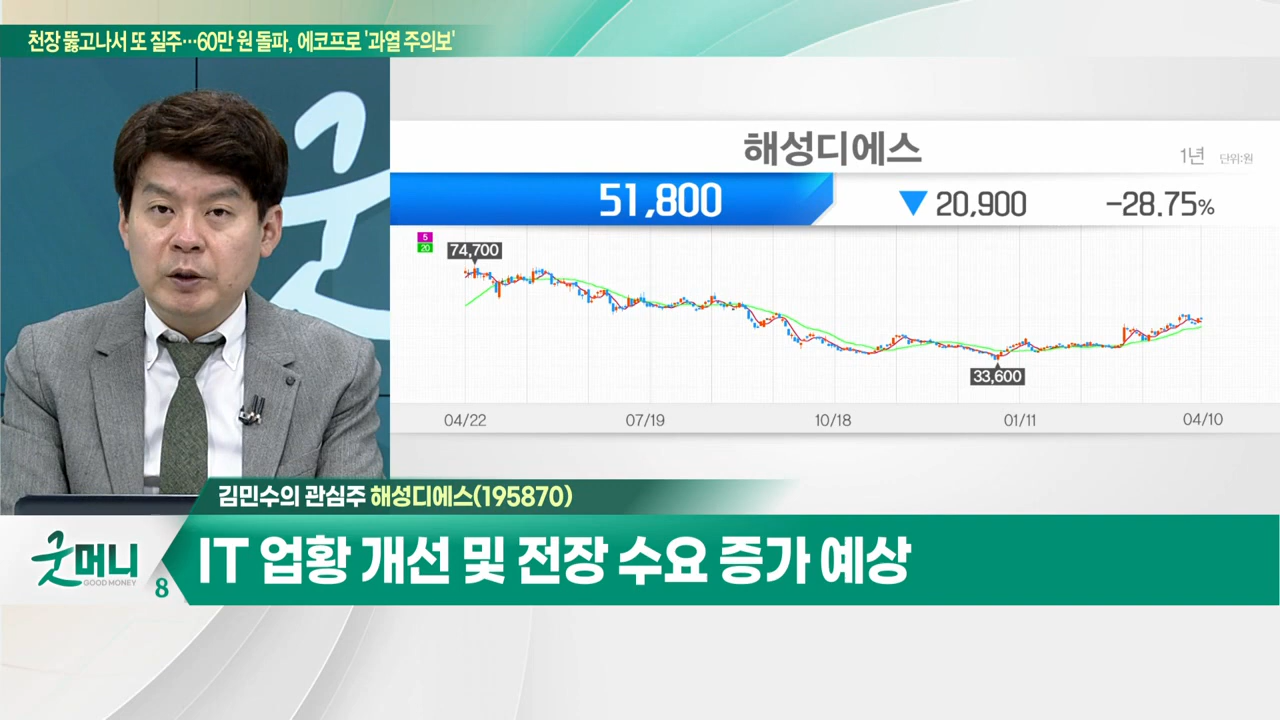 천장 뚫고나서 또 질주…60만 원 돌파, 에코프로 '과열 주의보'
해성디에스
1년 단위:원
51,800 ▼ 20,900 -28.75%
5
20
74,700
33,600
04/22 07/19 10/18 01/11 04/10
김민수의 관심주 해성디에스(195870)
굿머니
GOOD MONEY
8
IT 업황 개선 및 전장 수요 증가 예상